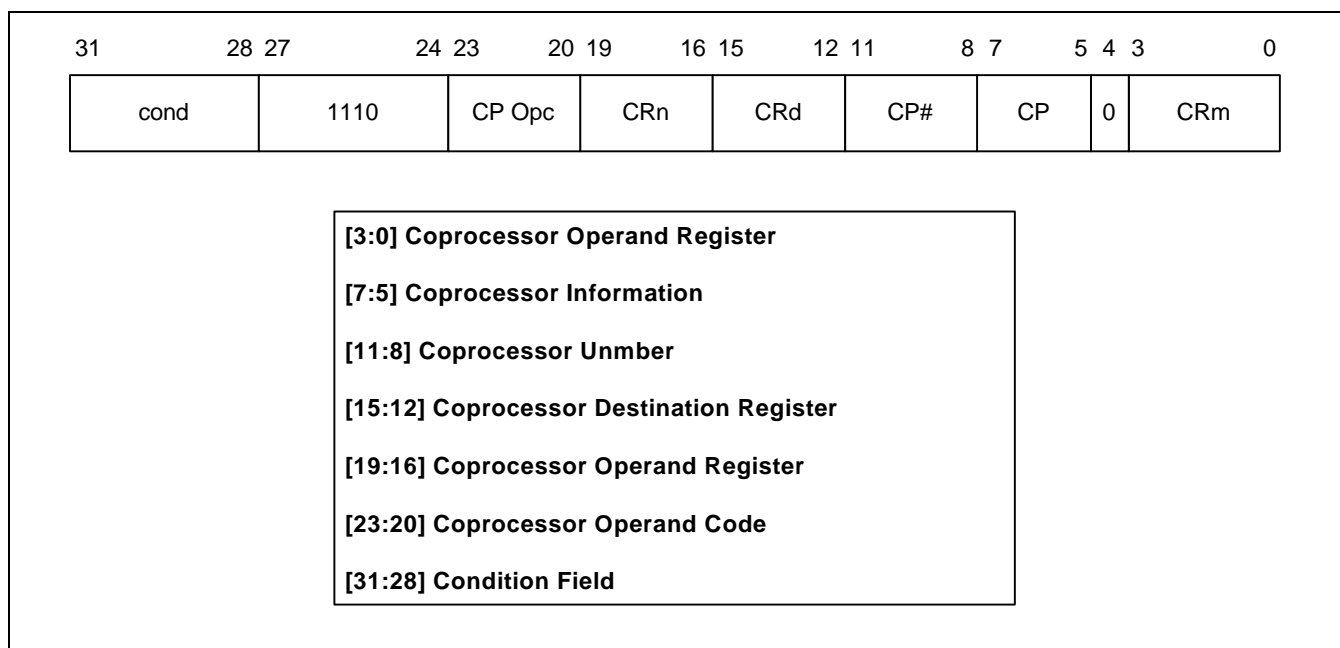 31 28 27 24 23 20 19 16 15 12 11 8 7 5 4 3 0
cond 1110 CP Opc CRn CRd CP# CP 0 CRm
[3:0] Coprocessor Operand Register
[7:5] Coprocessor Information
[11:8] Coprocessor Unmber
[15:12] Coprocessor Destination Register
[19:16] Coprocessor Operand Register
[23:20] Coprocessor Operand Code
[31:28] Condition Field